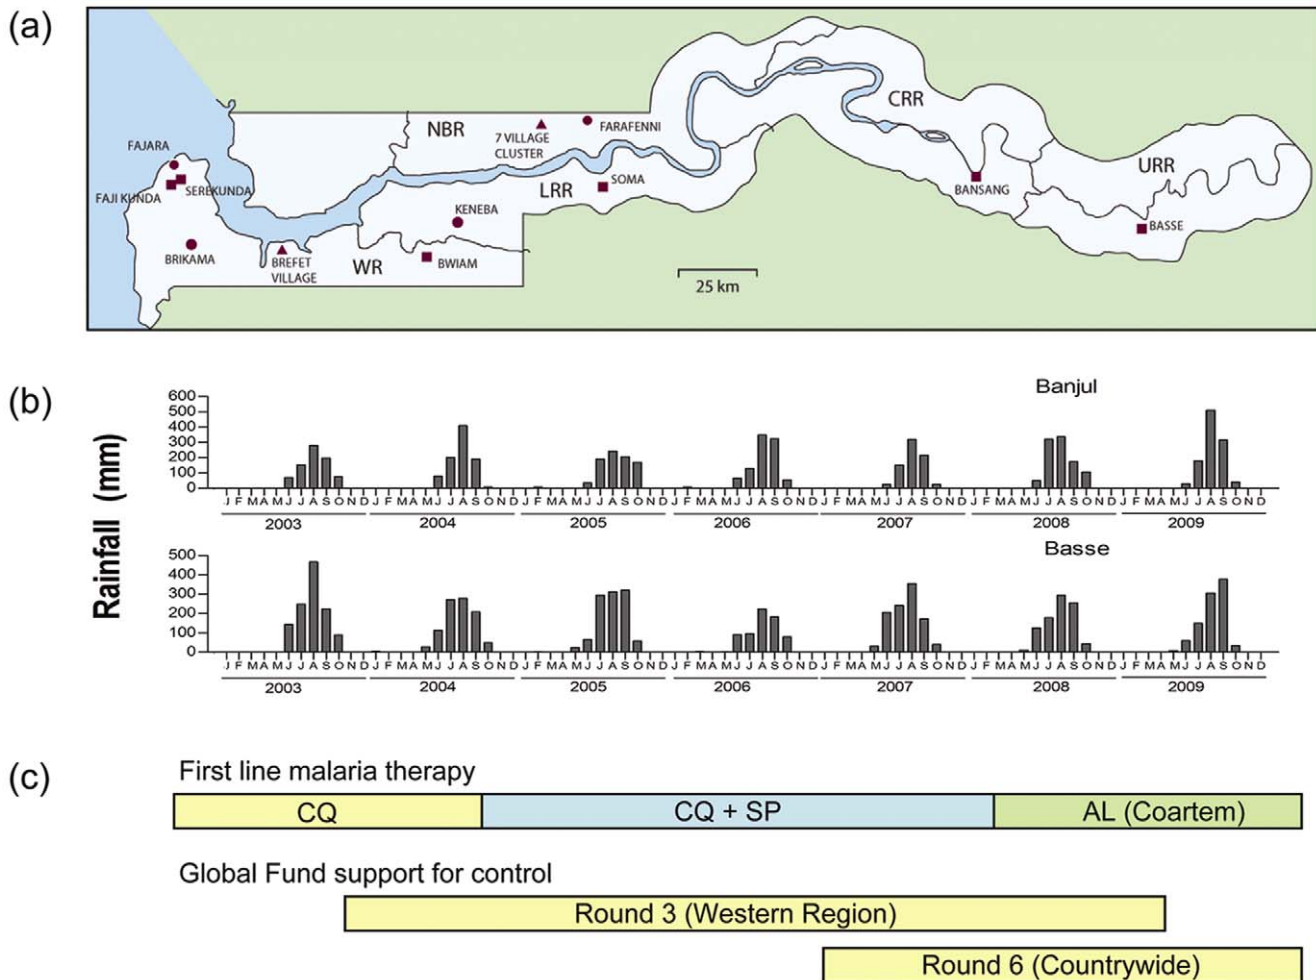 (a)
NBR
7 VILLAGE
CLUSTER
FARAFENNI
CRR
URR
FAJARA
FAJI KUNDA
SEREKUNDA
LRR
SOMA
BANSANG
KENEBA
BASSE
BRIKAMA
BREFET
VILLAGE
WR
BWIAM
25 km
(b)
Rainfall (mm)
Banjul
600
500
400
300
200
100
0
J F M A M J J A S O N D J F M A M J J A S O N D J F M A M J J A S O N D J F M A M J J A S O N D J F M A M J J A S O N D J F M A M J J A S O N D J F M A M J J A S O N D
2003 2004 2005 2006 2007 2008 2009
Basse
500
400
300
200
100
0
J F M A M J J A S O N D J F M A M J J A S O N D J F M A M J J A S O N D J F M A M J J A S O N D J F M A M J J A S O N D J F M A M J J A S O N D J F M A M J J A S O N D
2003 2004 2005 2006 2007 2008 2009
(c)
First line malaria therapy
CQ CQ + SP AL (Coartem)
Global Fund support for control
Round 3 (Western Region)
Round 6 (Countrywide)